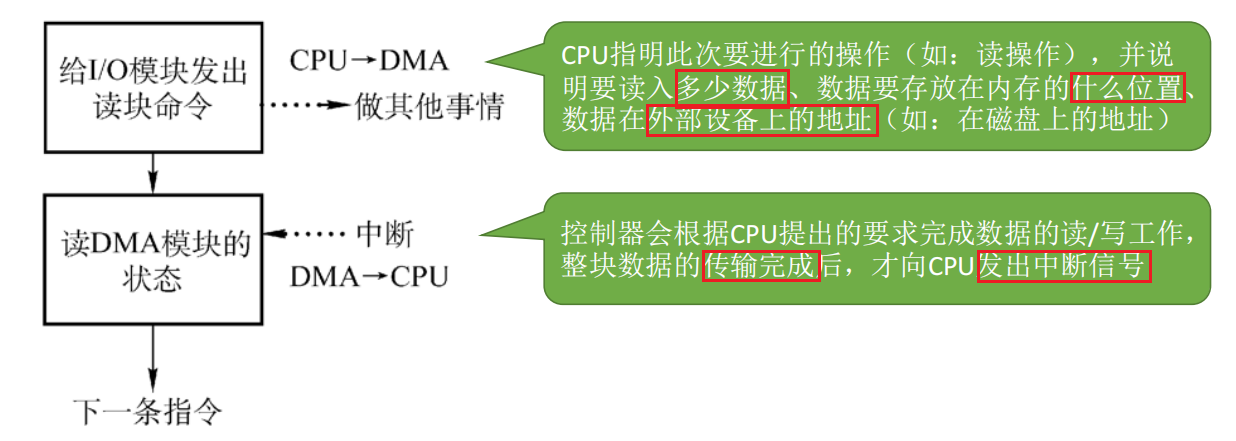 给I/O模块发出
读块命令
CPU→DMA
做其他事情
CPU指明此次要进行的操作（如：读操作），并说
明要读入多少数据、数据要存放在内存的什么位置、
数据在外部设备上的地址（如：在磁盘上的地址）
读DMA模块的
状态
中断
DMA→CPU
控制器会根据CPU提出的要求完成数据的读/写工作，
整块数据的传输完成后，才向CPU发出中断信号
下一条指令